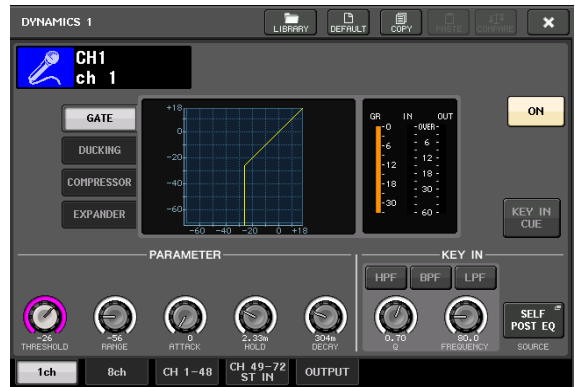 DYNAMICS 1
LIBRARY
DEFAULT
COPY
PASTE
COMPARE
CH1
ch 1
ON
GATE
DUCKING
COMPRESSOR
EXPANDER
+18
0
-20
-40
-60
-60 -40 -20 0 +18
GR IN OUT
-0 -OVER-
-6 6
-12 12
-18 18
-30 30
60
KEY IN
CUE
PARAMETER
KEY IN
HPF BPF LPF
-26 -56 0 2.33m 304m
THRESHOLD RANGE ATTACK HOLD DECAY
0.70 80.0
Q FREQUENCY
SELF
POST EQ
SOURCE
1ch
8ch
CH 1-48
CH 49-72
ST IN
OUTPUT